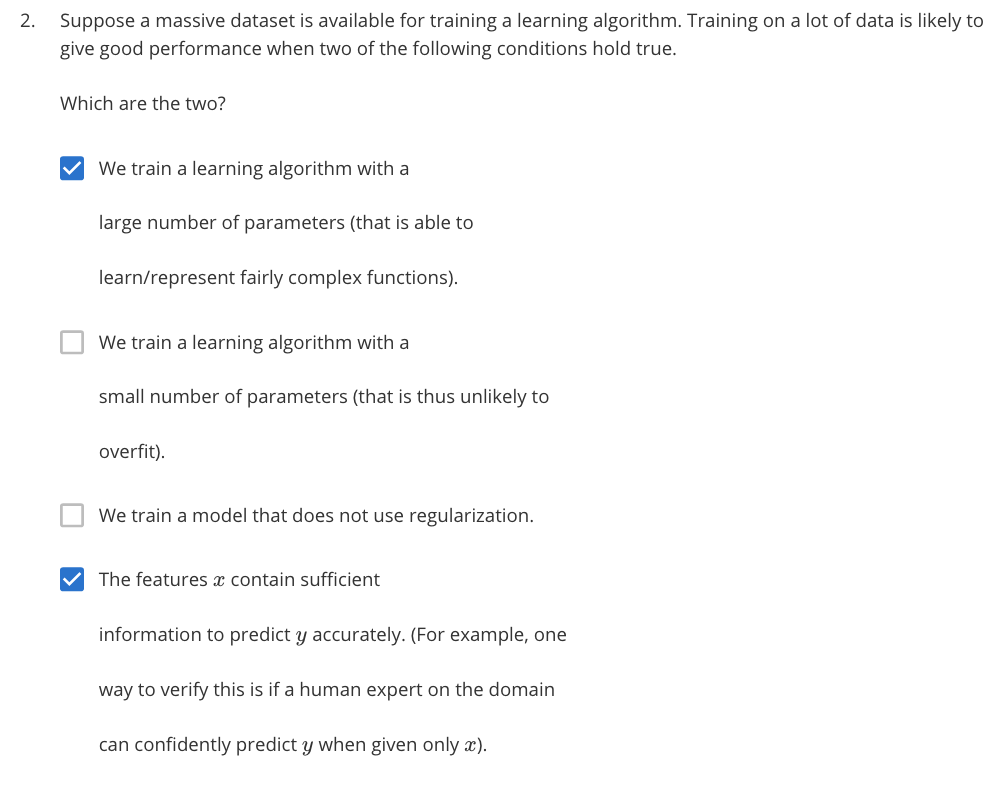 2. Suppose a massive dataset is available for training a learning algorithm. Training on a lot of data is likely to
give good performance when two of the following conditions hold true.
Which are the two?
We train a learning algorithm with a
large number of parameters (that is able to
learn/represent fairly complex functions).
We train a learning algorithm with a
small number of parameters (that is thus unlikely to
overfit).
We train a model that does not use regularization.
The features x contain sufficient
information to predict y accurately. (For example, one
way to verify this is if a human expert on the domain
can confidently predict y when given only x).